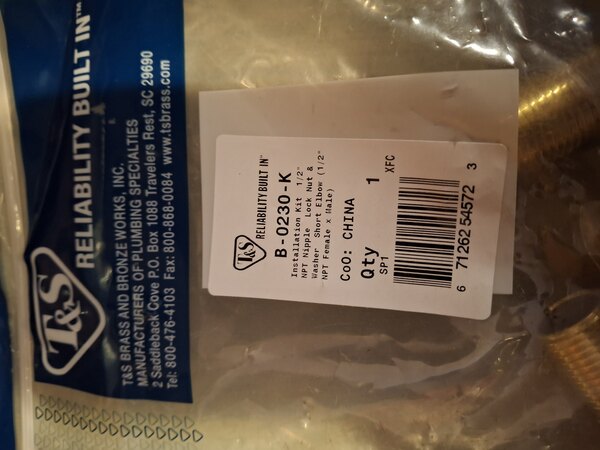 T&S
RELIABILITY BUILT IN™
T&S BRASS AND BRONZE WORKS, INC.
MANUFACTURERS OF PLUMBING SPECIALTIES
2 Saddleback Cove P.O. Box 1088 Travelers Rest, SC 29690
Tel: 800-476-4103 Fax: 800-868-0084 www.tsbrass.com
T&S RELIABILITY BUILT IN™
B-0230-K
Installation Kit 1/2"
NPT Nipple Lock Nut &
Washer Short Elbow (1/2"
NPT Female x Male)
CoO: CHINA
Qty 1
SP1
XFC
6 71262 54572 3